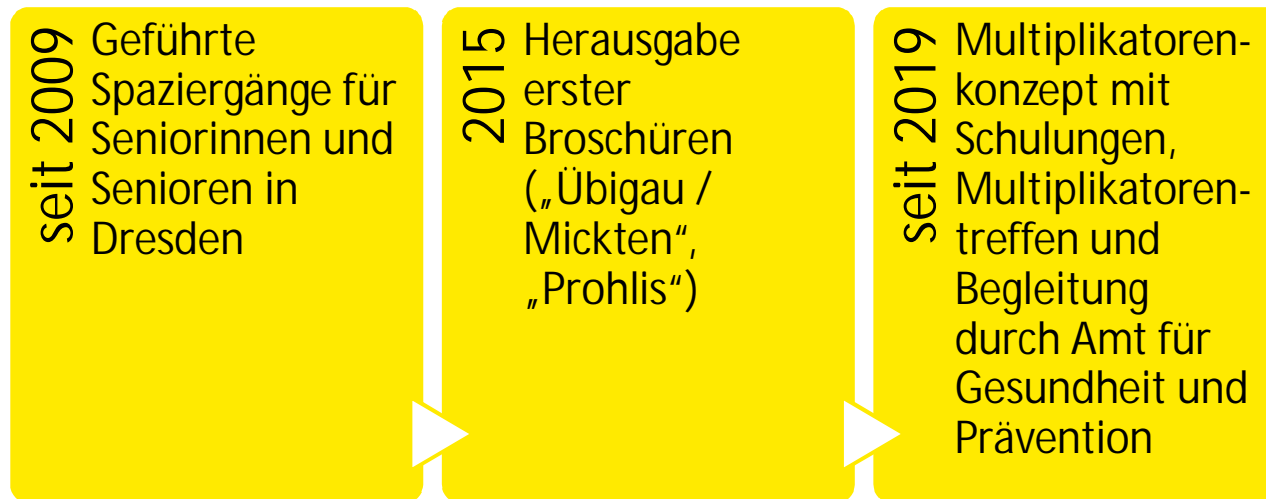 seit 2009
Geführte
Spaziergänge für
Seniorinnen und
Senioren in
Dresden
2015
Herausgabe
erster
Broschüren
(„Übigau /
Mickten“,
„Prohlis“)
seit 2019
Multiplikatoren-
konzept mit
Schulungen,
Multiplikatoren-
treffen und
Begleitung
durch Amt für
Gesundheit und
Prävention